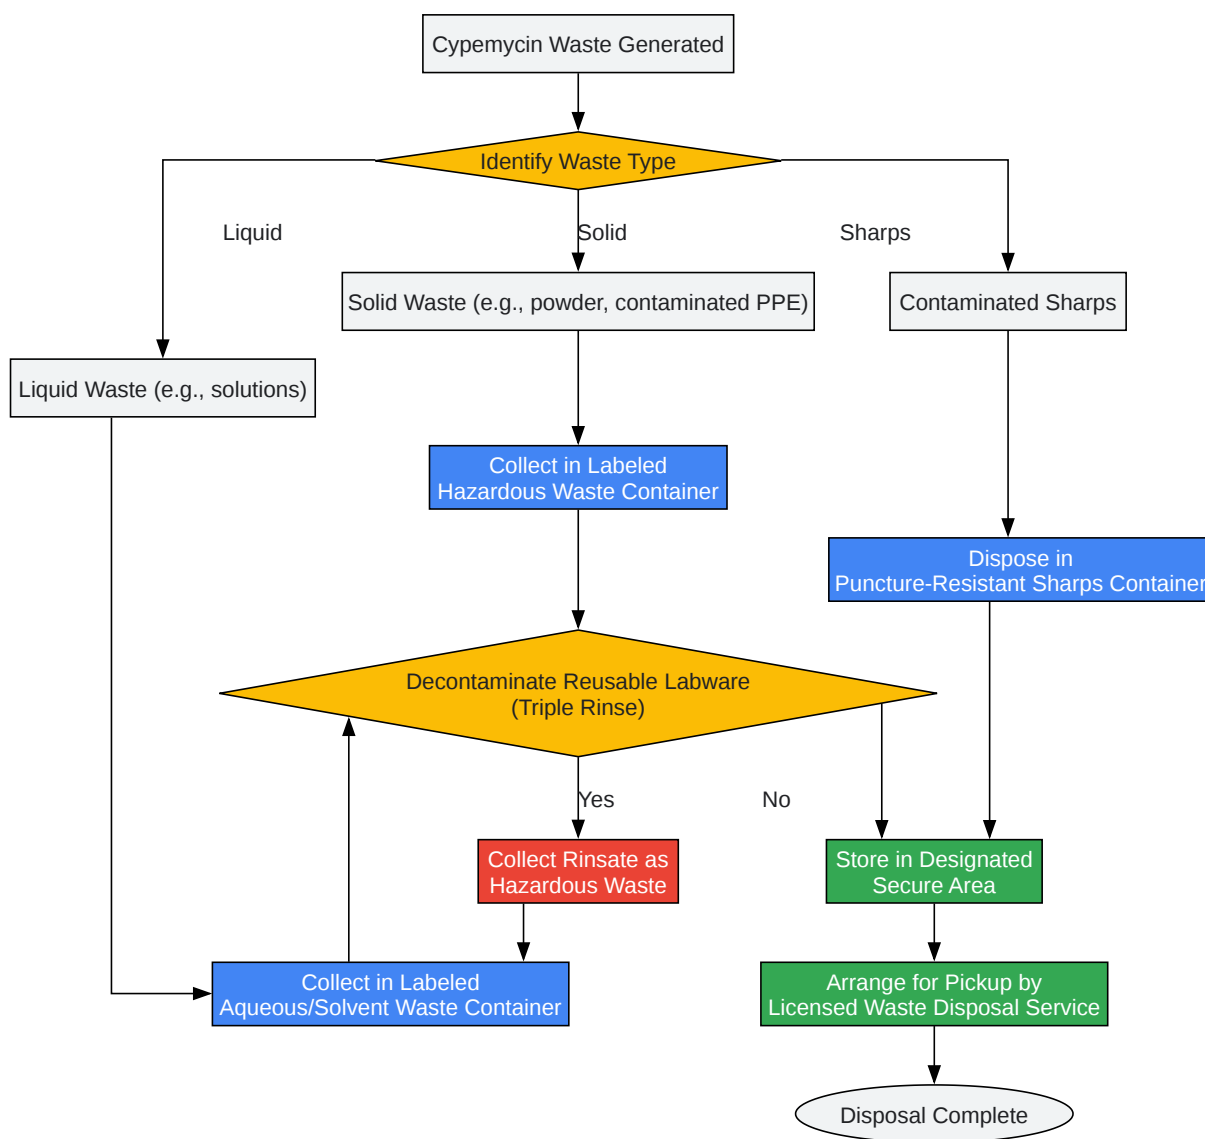 Cypemycin Waste Generated
Identify Waste Type
Liquid
Solid
Sharps
Solid Waste (e.g., powder, contaminated PPE)
Contaminated Sharps
Liquid Waste (e.g., solutions)
Collect in Labeled
Hazardous Waste Container
Dispose in
Puncture-Resistant Sharps Container
Decontaminate Reusable Labware
(Triple Rinse)
Yes
No
Collect Rinsate as
Hazardous Waste
Store in Designated
Secure Area
Collect in Labeled
Aqueous/Solvent Waste Container
Arrange for Pickup by
Licensed Waste Disposal Service
Disposal Complete